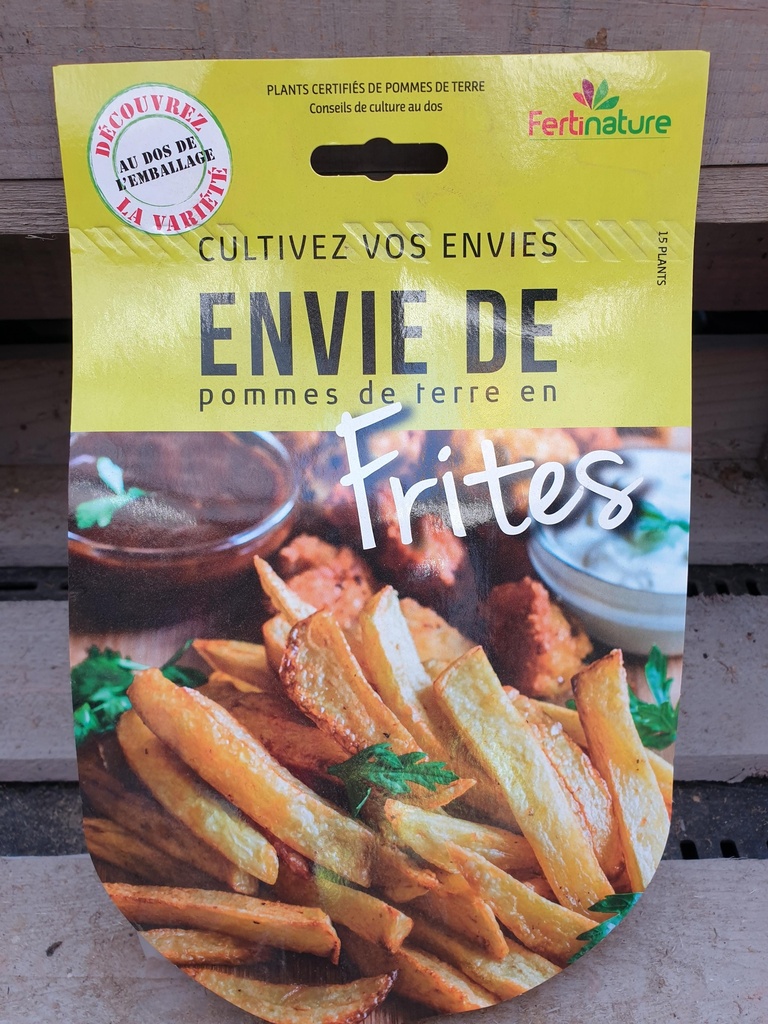 PLANTS CERTIFIÉS DE POMMES DE TERRE
Conseils de culture au dos
DÉCOUVREZ
AU DOS DE
L'EMBALLAGE
LA VARIÉTÉ
Fertinature
15 PLANTS
CULTIVEZ VOS ENVIES
ENVIE DE
pommes de terre en
Frites